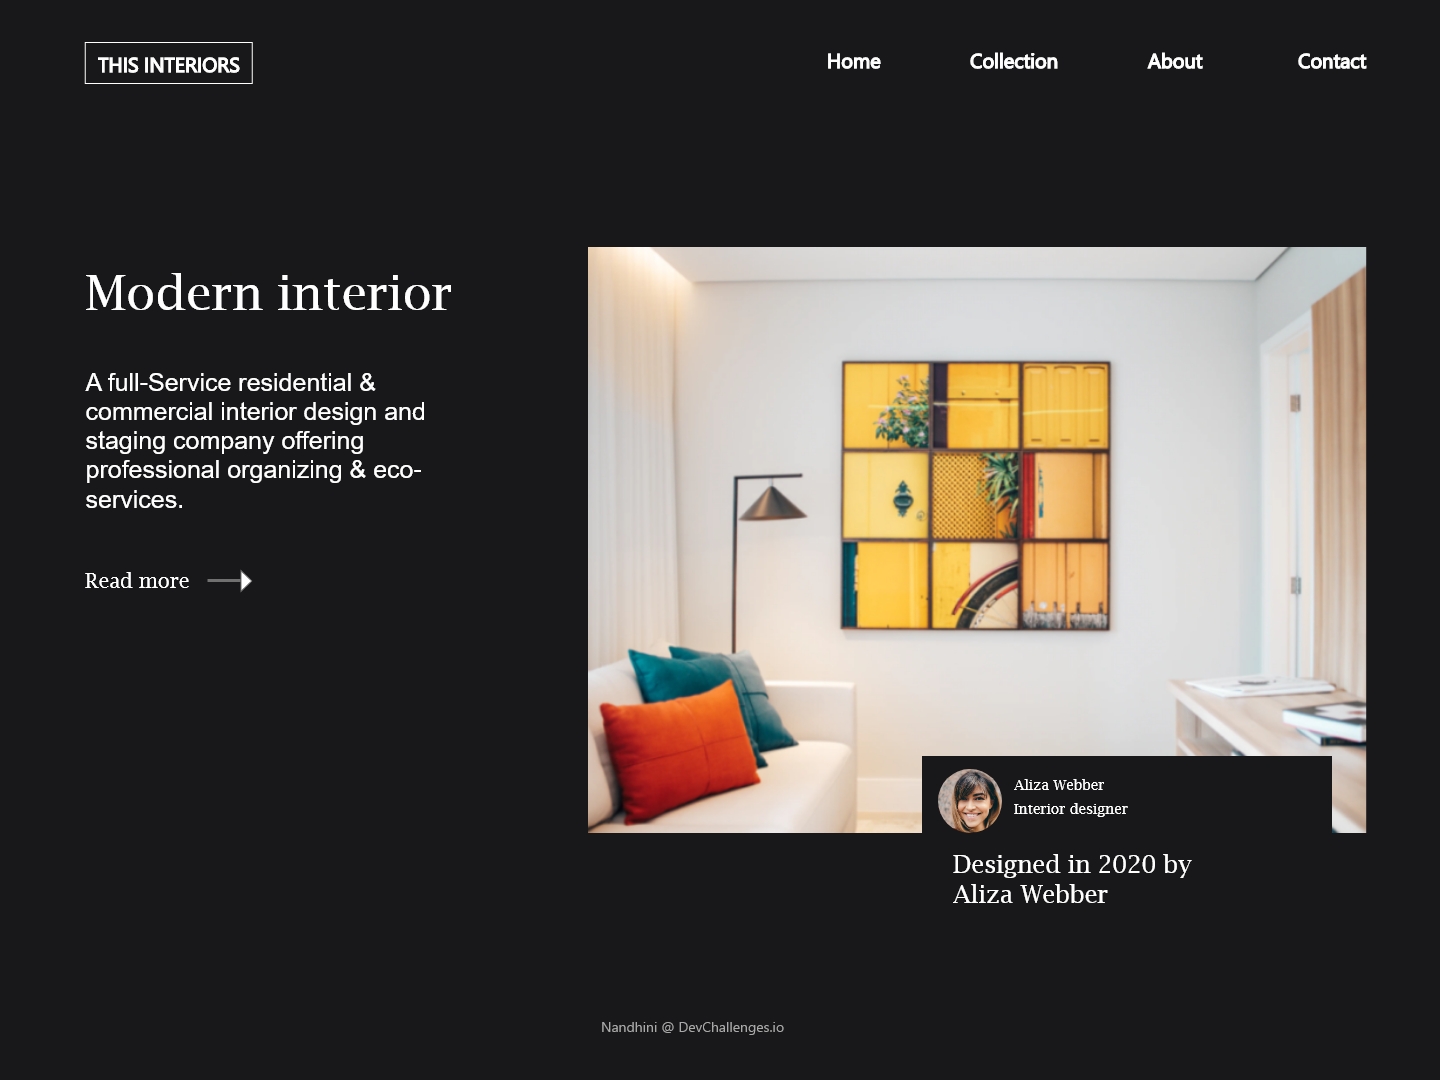 THIS INTERIORS
Home
Collection
About
Contact
Modern interior
A full-Service residential &
commercial interior design and
staging company offering
professional organizing & eco-
services.
Read more
Aliza Webber
Interior designer
Designed in 2020 by
Aliza Webber
Nandhini @ DevChallenges.io